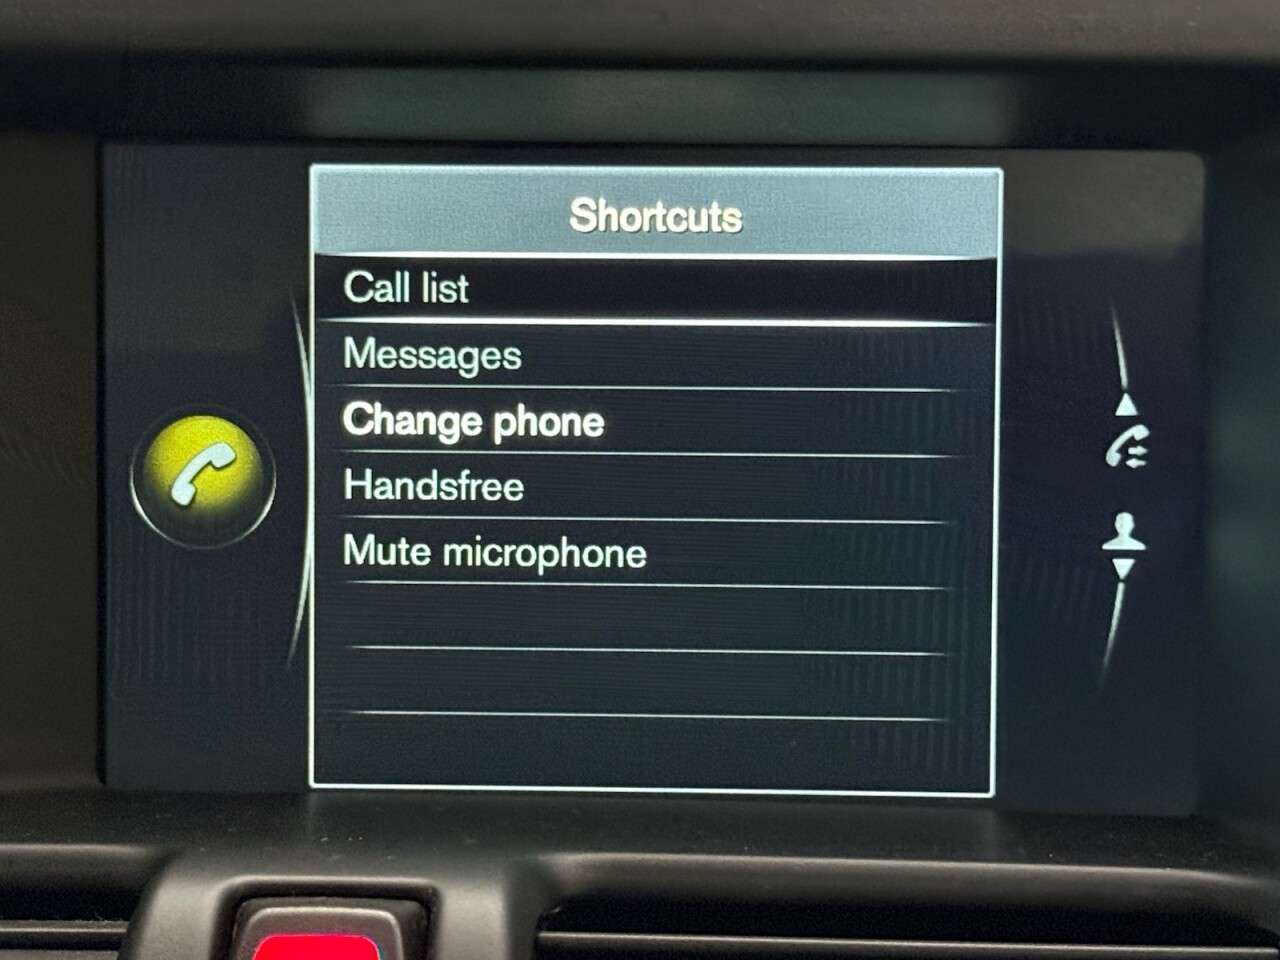 Shortcuts
Call list
Messages
Change phone
Handsfree
Mute microphone